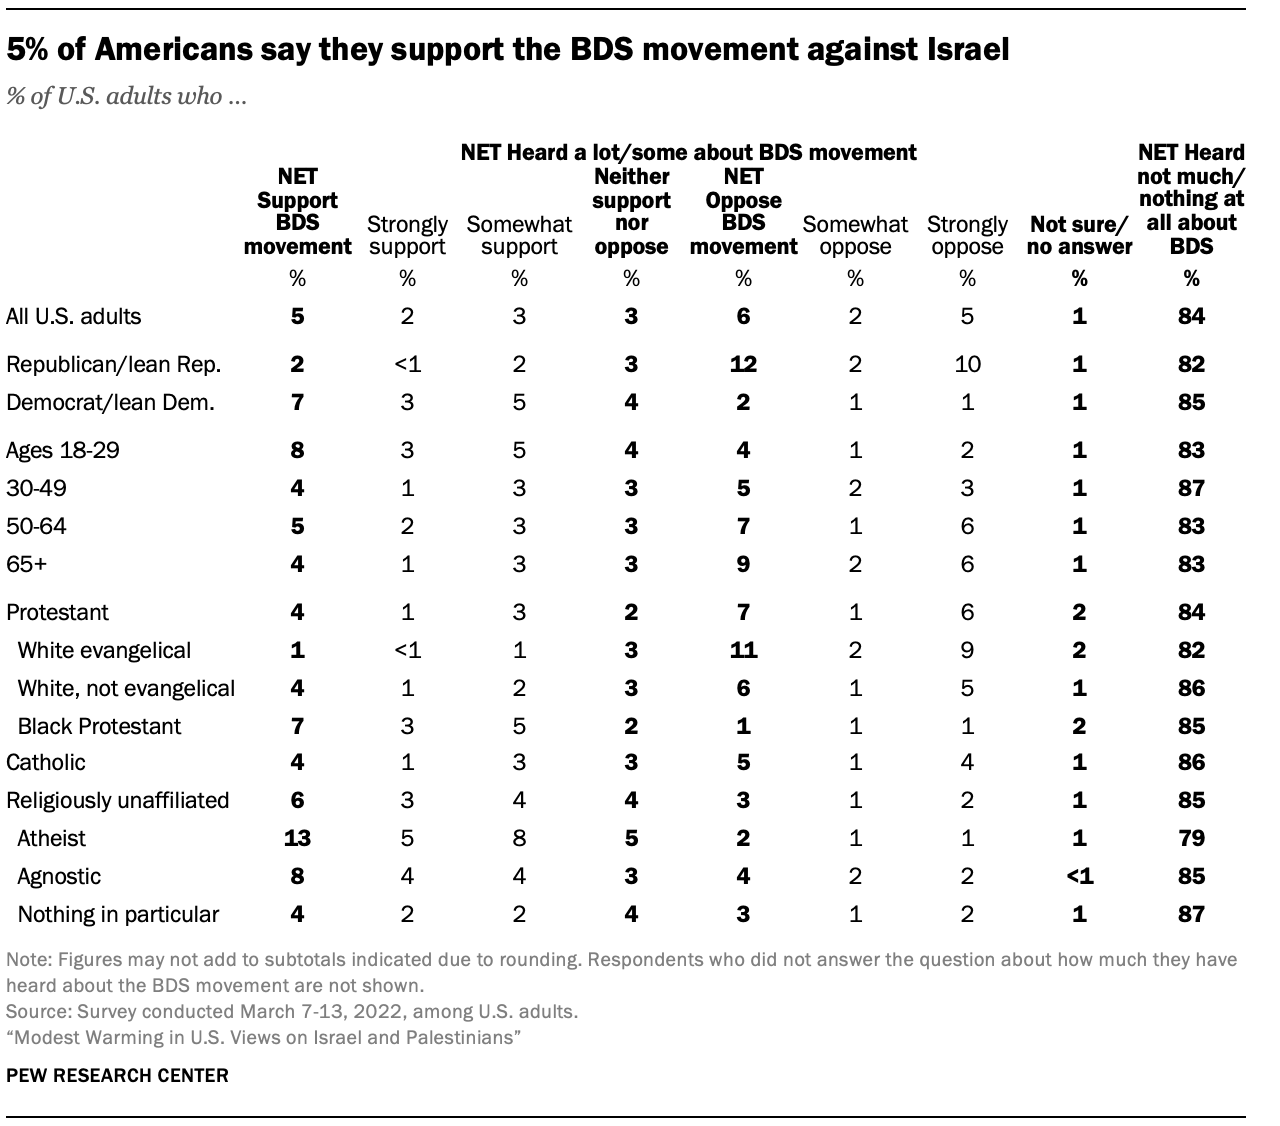 5% of Americans say they support the BDS movement against Israel
% of U.S. adults who ...
NET Heard a lot/some about BDS movement
NET Support BDS movement
Strongly support
Somewhat support
Neither support nor oppose
NET Oppose BDS movement
Somewhat oppose
Strongly oppose
Not sure/ no answer
NET Heard not much/ nothing at all about BDS
% % % % % % % % %
All U.S. adults 5 2 3 3 6 2 5 1 84
Republican/lean Rep. 2 <1 2 3 12 2 10 1 82
Democrat/lean Dem. 7 3 5 4 2 1 1 1 85
Ages 18-29 8 3 5 4 4 1 2 1 83
30-49 4 1 3 3 5 2 3 1 87
50-64 5 2 3 3 7 1 6 1 83
65+ 4 1 3 3 9 2 6 1 83
Protestant 4 1 3 2 7 1 6 2 84
White evangelical 1 <1 1 3 11 2 9 2 82
White, not evangelical 4 1 2 3 6 1 5 1 86
Black Protestant 7 3 5 2 1 1 1 2 85
Catholic 4 1 3 3 5 1 4 1 86
Religiously unaffiliated 6 3 4 4 3 1 2 1 85
Atheist 13 5 8 5 2 1 1 1 79
Agnostic 8 4 4 3 4 2 2 <1 85
Nothing in particular 4 2 2 4 3 1 2 1 87
Note: Figures may not add to subtotals indicated due to rounding. Respondents who did not answer the question about how much they have
heard about the BDS movement are not shown.
Source: Survey conducted March 7-13, 2022, among U.S. adults.
“Modest Warming in U.S. Views on Israel and Palestinians”
PEW RESEARCH CENTER